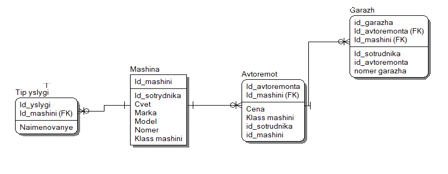 Tip yslygi
Id_yslygi
Id_mashini (FK)
Naimenovanye
Mashina
Id_mashini
Id_sotrydnika
Cvet
Marka
Model
Nomer
Klass mashini
Avtoremot
Id_avtoremonta
Id_mashini (FK)
Cena
Klass mashini
id_sotrudnika
id_mashini
Garazh
id_garazha
Id_avtoremonta (FK)
Id_mashini (FK)
Id_sotrudnika
id_avtoremonta
nomer garazha